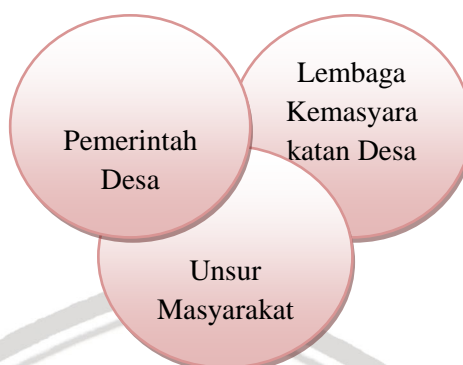 Lembaga
Kemasyara
katan Desa
Pemerintah
Desa
Unsur
Masyarakat